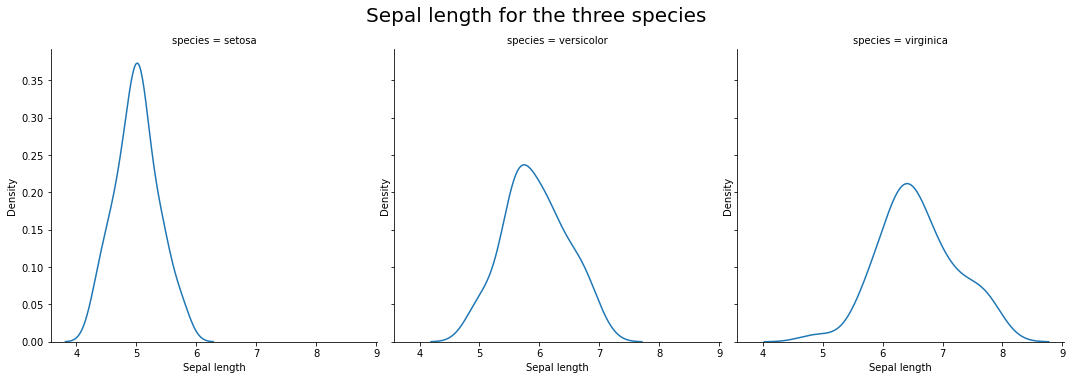 Sepal length for the three species
species = setosa
species = versicolor
species = virginica
Density
0.35
0.30
0.25
0.20
0.15
0.10
0.05
0.00
4 5 6 7 8 9
Sepal length
Density
4 5 6 7 8 9
Sepal length
Density
4 5 6 7 8 9
Sepal length